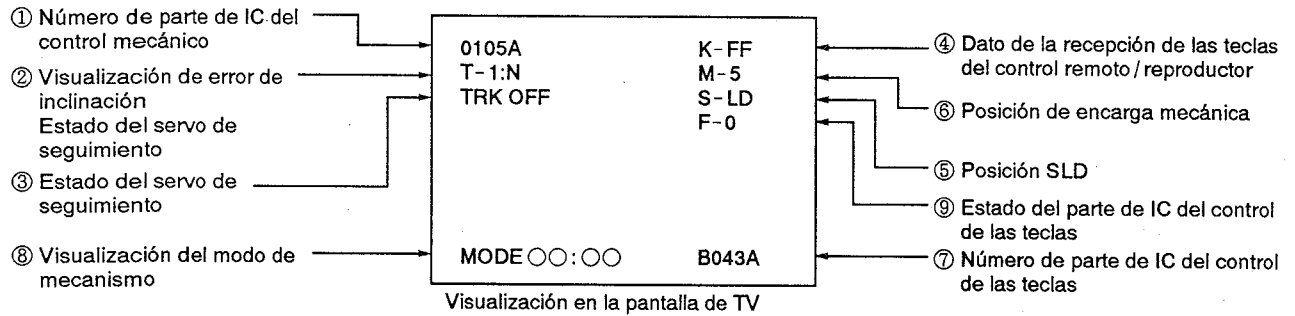 ① Número de parte de IC del
control mecánico
② Visualización de error de
inclinación
Estado del servo de
seguimiento
③ Estado del servo de
seguimiento
⑧ Visualización del modo de
mecanismo
0105A
T-1:N
TRK OFF
MODE○○:○○
K-FF
M-5
S-LD
F-0
B043A
④ Dato de la recepción de las teclas
del control remoto/reproductor
⑥ Posición de encarga mecánica
⑤ Posición SLD
⑨ Estado del parte de IC del control
de las teclas
⑦ Número de parte de IC del control
de las teclas
Visualización en la pantalla de TV